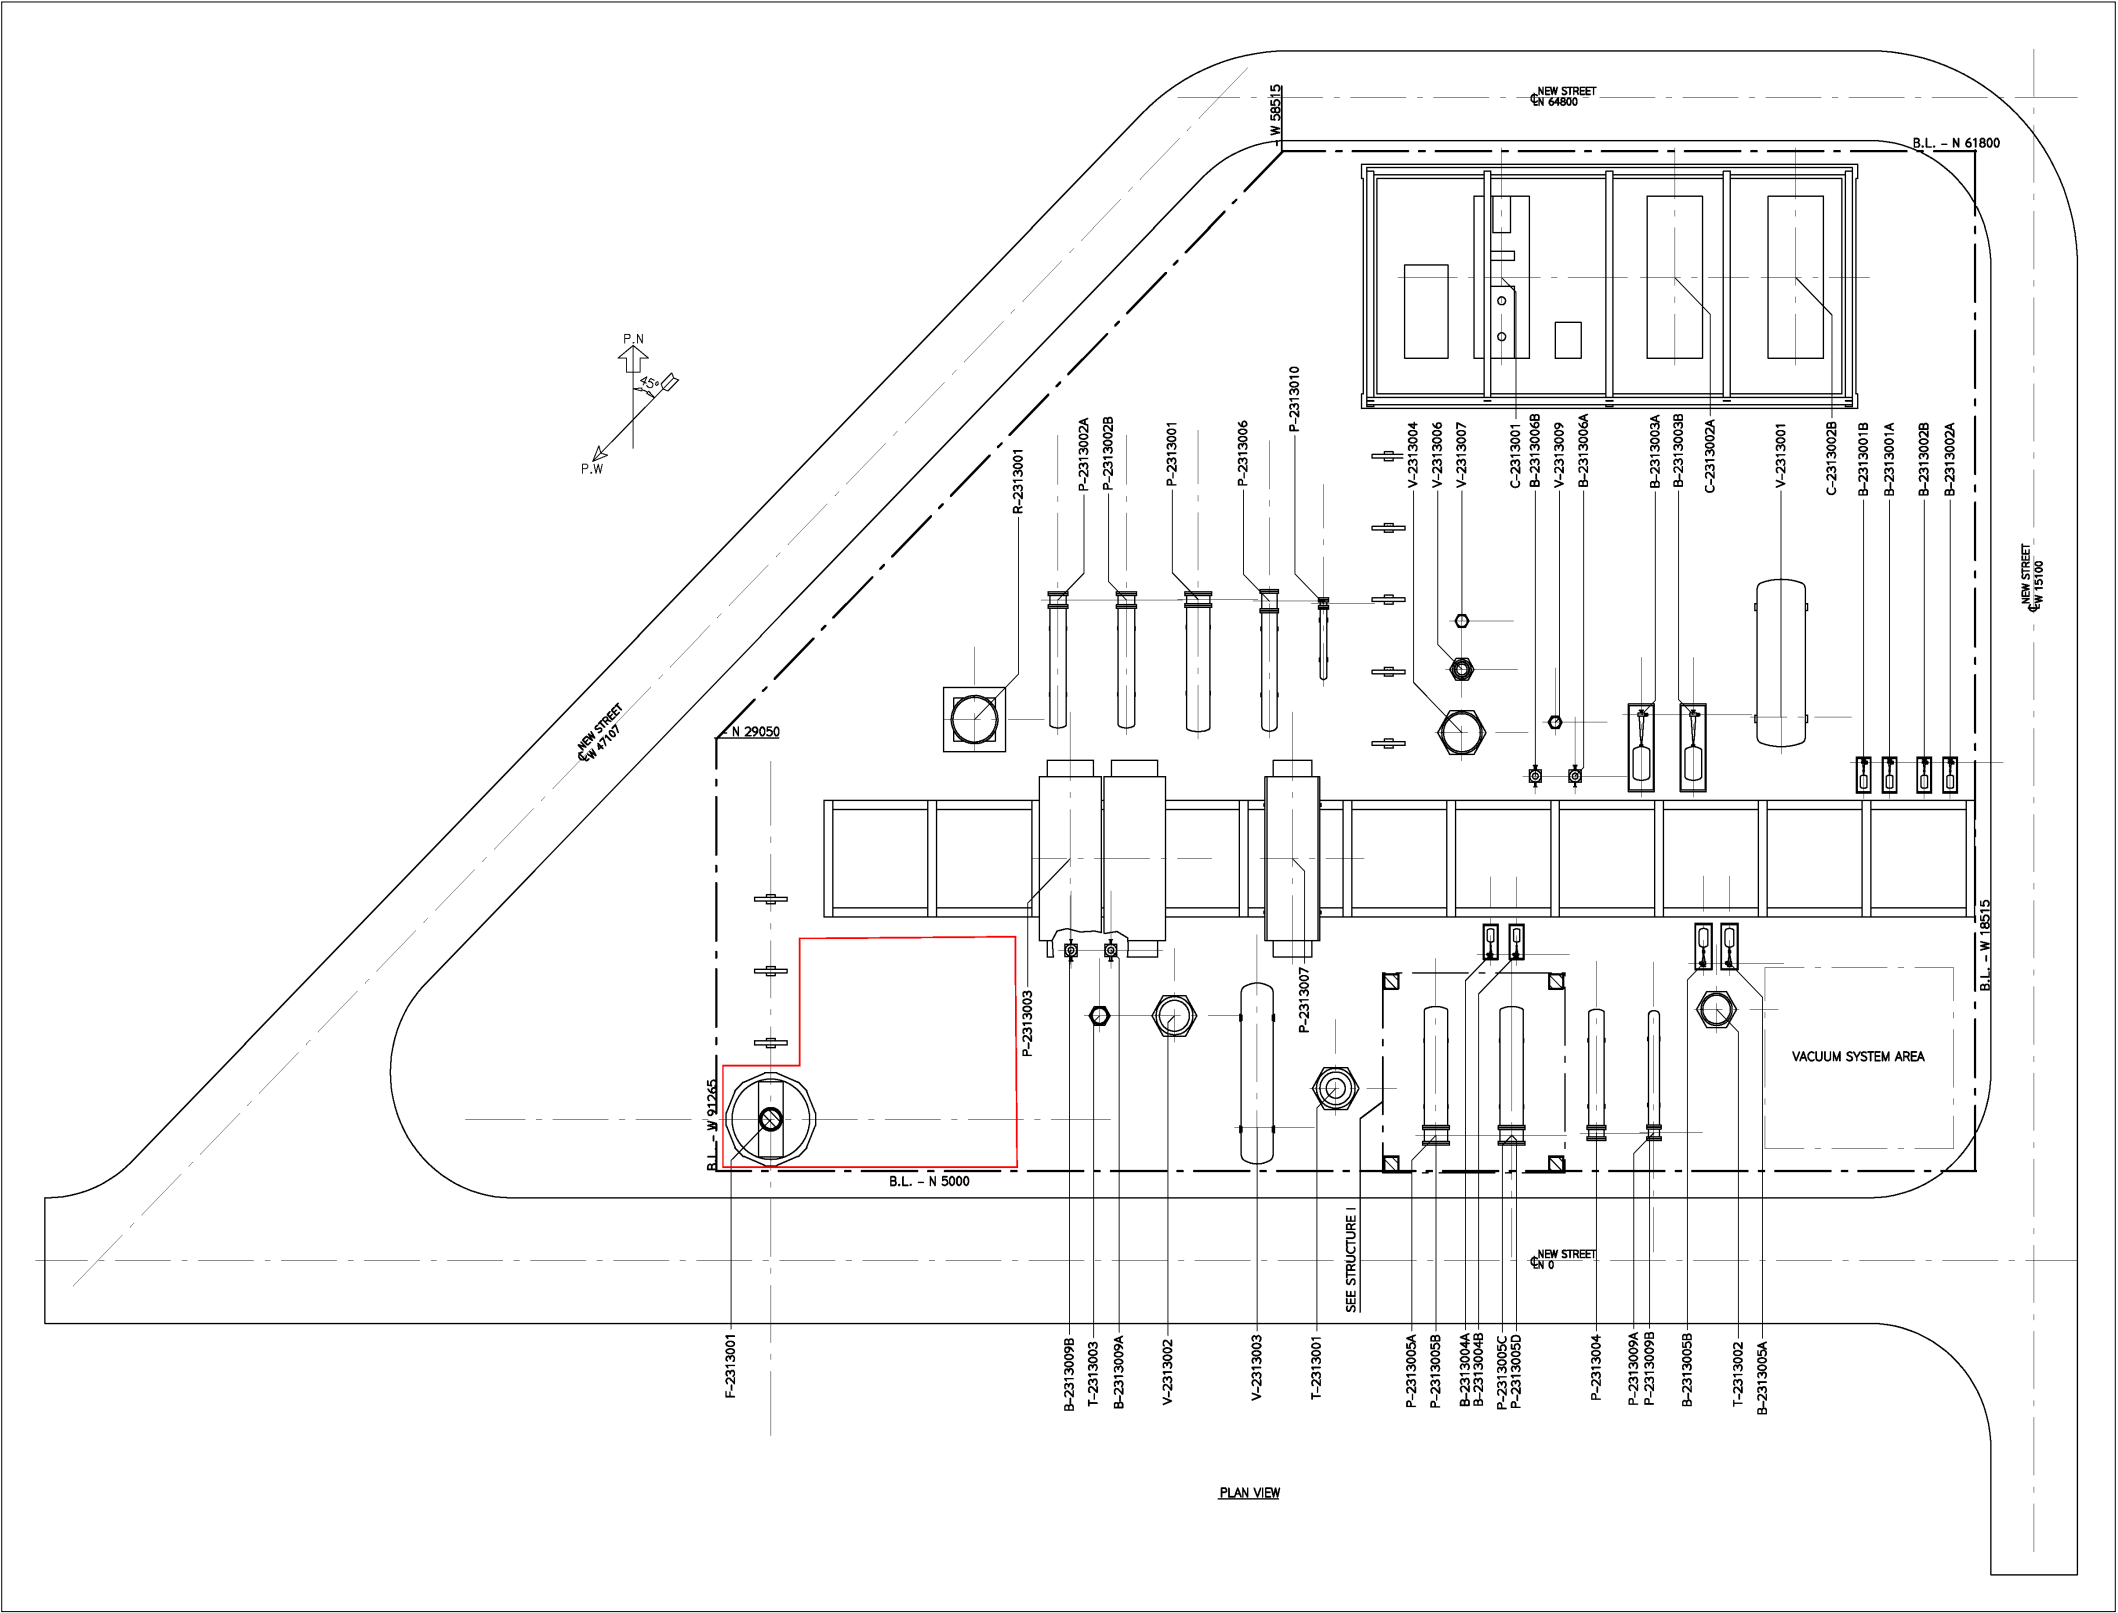 NEW STREET
℄N 64800
W 58515
B.L. - N 61800
P.N
45°
P.W
P-2313010
R-2313001
P-2313002A
P-2313002B
P-2313001
P-2313006
V-2313004
V-2313006
V-2313007
C-2313001
B-2313006B
V-2313009
B-2313006A
B-2313003A
B-2313003B
C-2313002A
V-2313001
C-2313002B
B-2313001B
B-2313001A
B-2313002B
B-2313002A
NEW STREET
℄W 15100
NEW STREET
℄W 47107
N 29050
B.L. - W 18515
P-2313003
P-2313007
VACUUM SYSTEM AREA
B.L. - W 91265
B.L. - N 5000
SEE STRUCTURE I
NEW STREET
℄N 0
F-2313001
B-2313009B
T-2313003
B-2313009A
V-2313002
V-2313003
T-2313001
P-2313005A
P-2313005B
B-2313004A
B-2313004B
P-2313005C
P-2313005D
P-2313004
P-2313009A
P-2313009B
B-2313005B
T-2313002
B-2313005A
PLAN VIEW